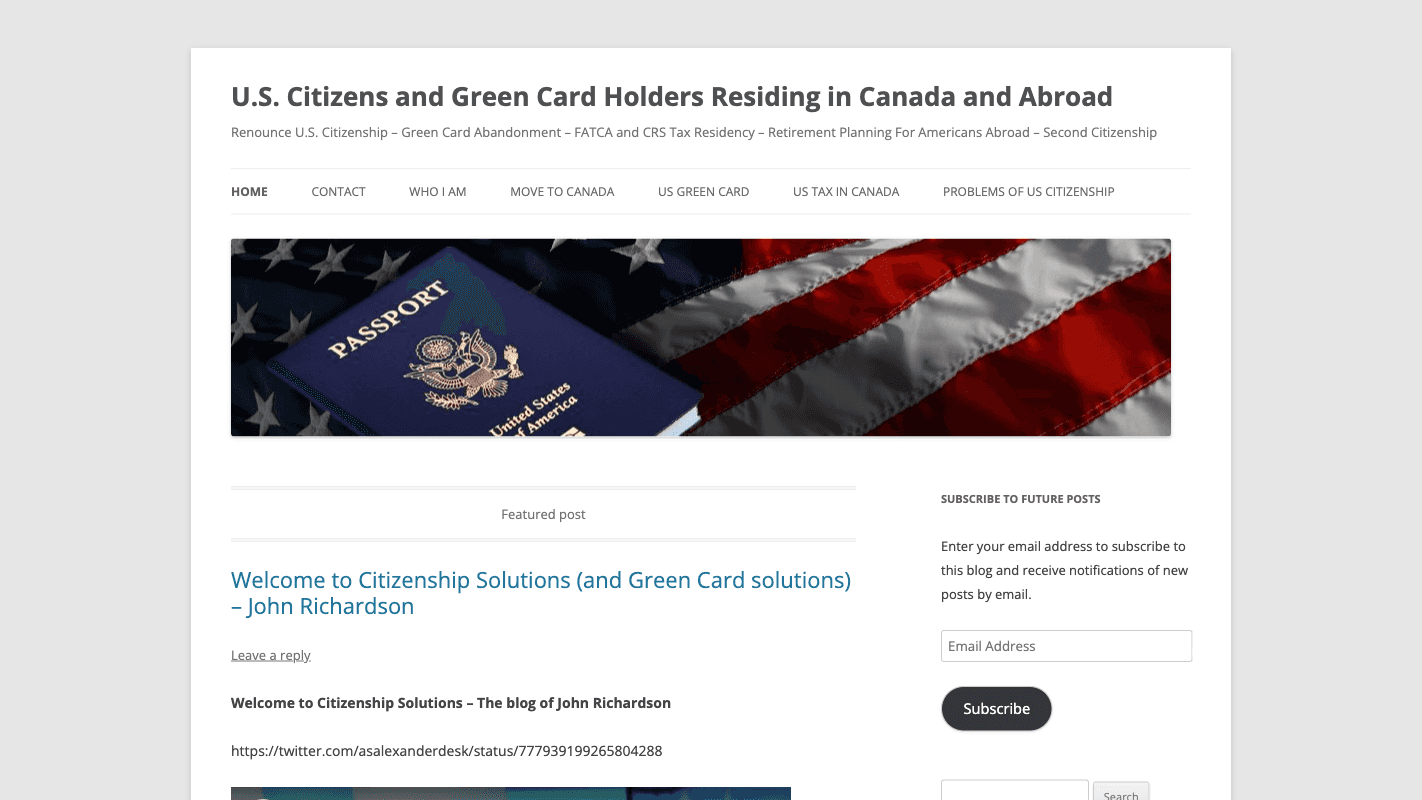 U.S. Citizens and Green Card Holders Residing in Canada and Abroad
Renounce U.S. Citizenship – Green Card Abandonment – FATCA and CRS Tax Residency – Retirement Planning For Americans Abroad – Second Citizenship
HOME CONTACT WHO I AM MOVE TO CANADA US GREEN CARD US TAX IN CANADA PROBLEMS OF US CITIZENSHIP
PASSPORT
United States
of America
Featured post
Welcome to Citizenship Solutions (and Green Card solutions)
– John Richardson
Leave a reply
Welcome to Citizenship Solutions – The blog of John Richardson
https://twitter.com/asalexanderdesk/status/777939199265804288
SUBSCRIBE TO FUTURE POSTS
Enter your email address to subscribe to
this blog and receive notifications of new
posts by email.
Email Address
Subscribe
Search